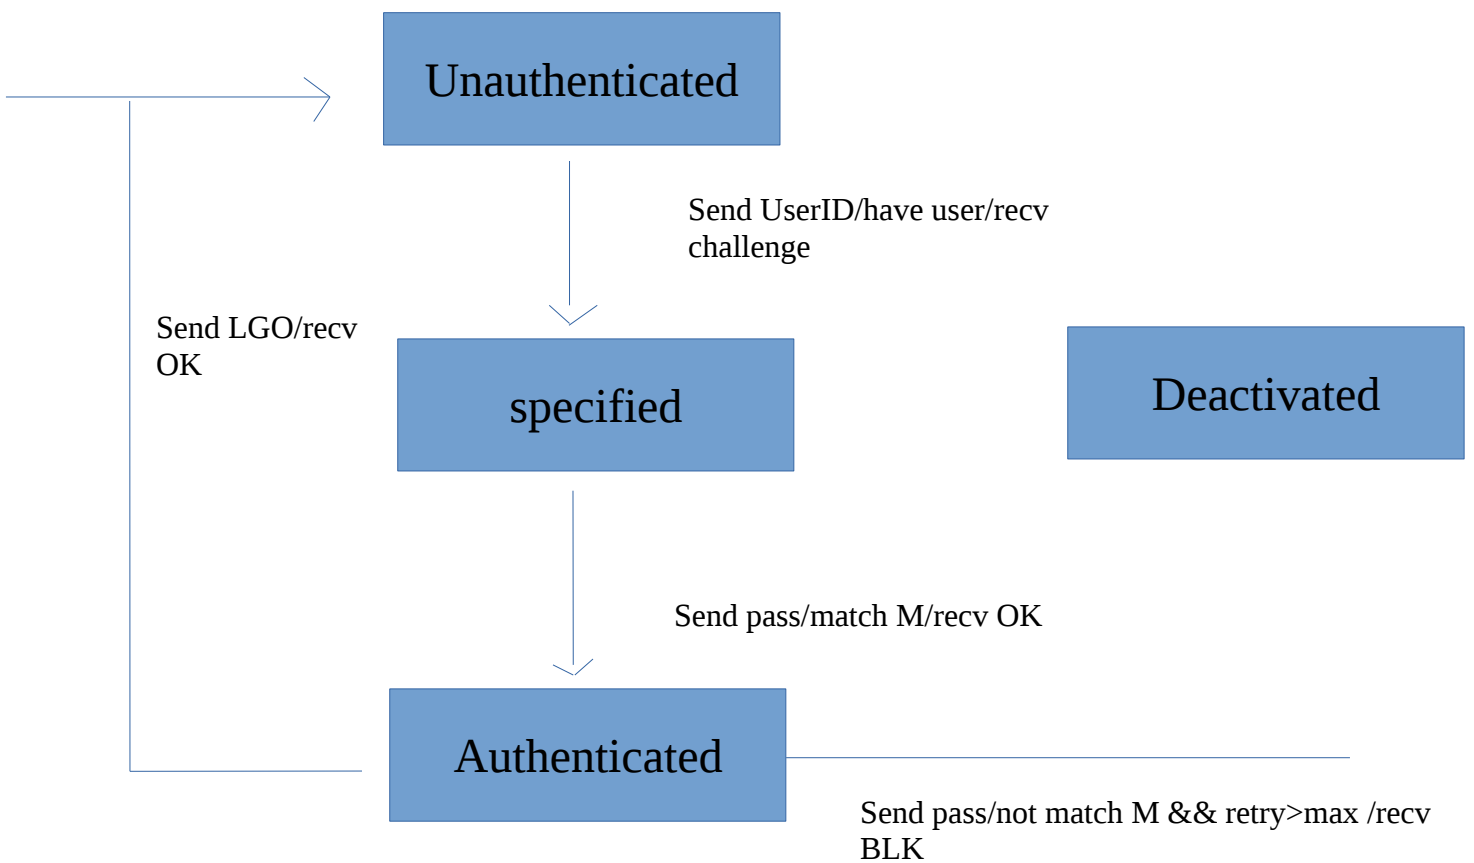 Unauthenticated
Send UserID/have user/recv
challenge
Send LGO/recv
OK
specified
Deactivated
Send pass/match M/recv OK
Authenticated
Send pass/not match M && retry>max /recv
BLK